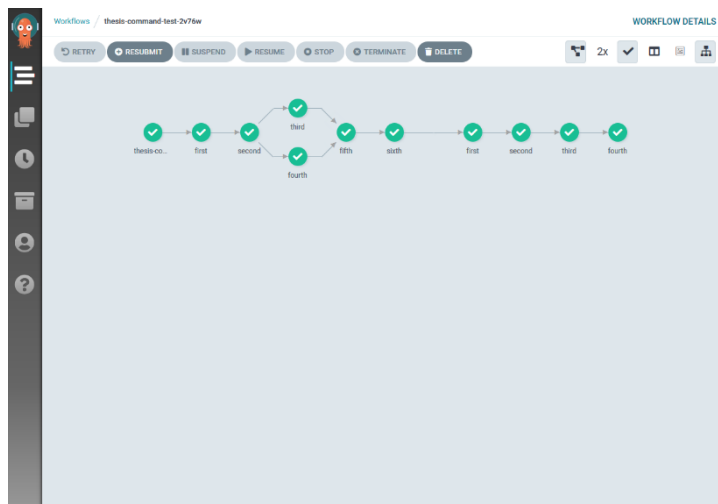 Workflows / thesis-command-test-2v76w
WORKFLOW DETAILS
RETRY RESUBMIT SUSPEND RESUME STOP TERMINATE DELETE 2x
third
thesis-co... first second fifth sixth first second third fourth
fourth